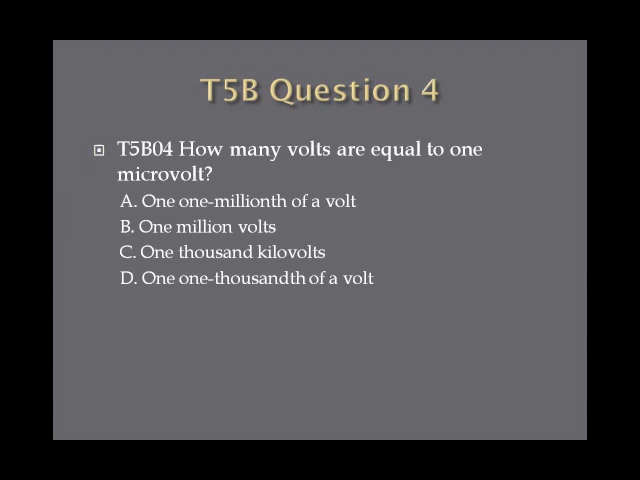 T5B Question 4
T5B04 How many volts are equal to one
microvolt?
A. One one-millionth of a volt
B. One million volts
C. One thousand kilovolts
D. One one-thousandth of a volt